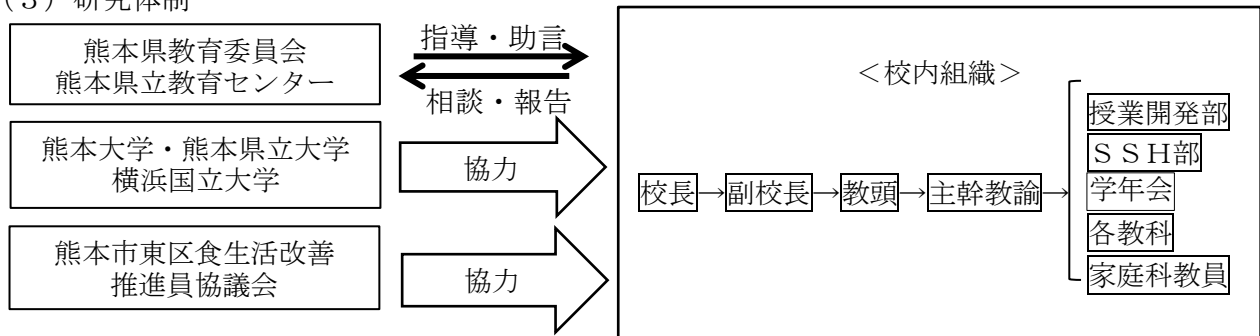 （３）研究体制
熊本県教育委員会
熊本県立教育センター
指導・助言
相談・報告
熊本大学・熊本県立大学
横浜国立大学
協力
熊本市東区食生活改善
推進員協議会
協力
＜校内組織＞
校長→副校長→教頭→主幹教諭→
授業開発部
ＳＳＨ部
学年会
各教科
家庭科教員